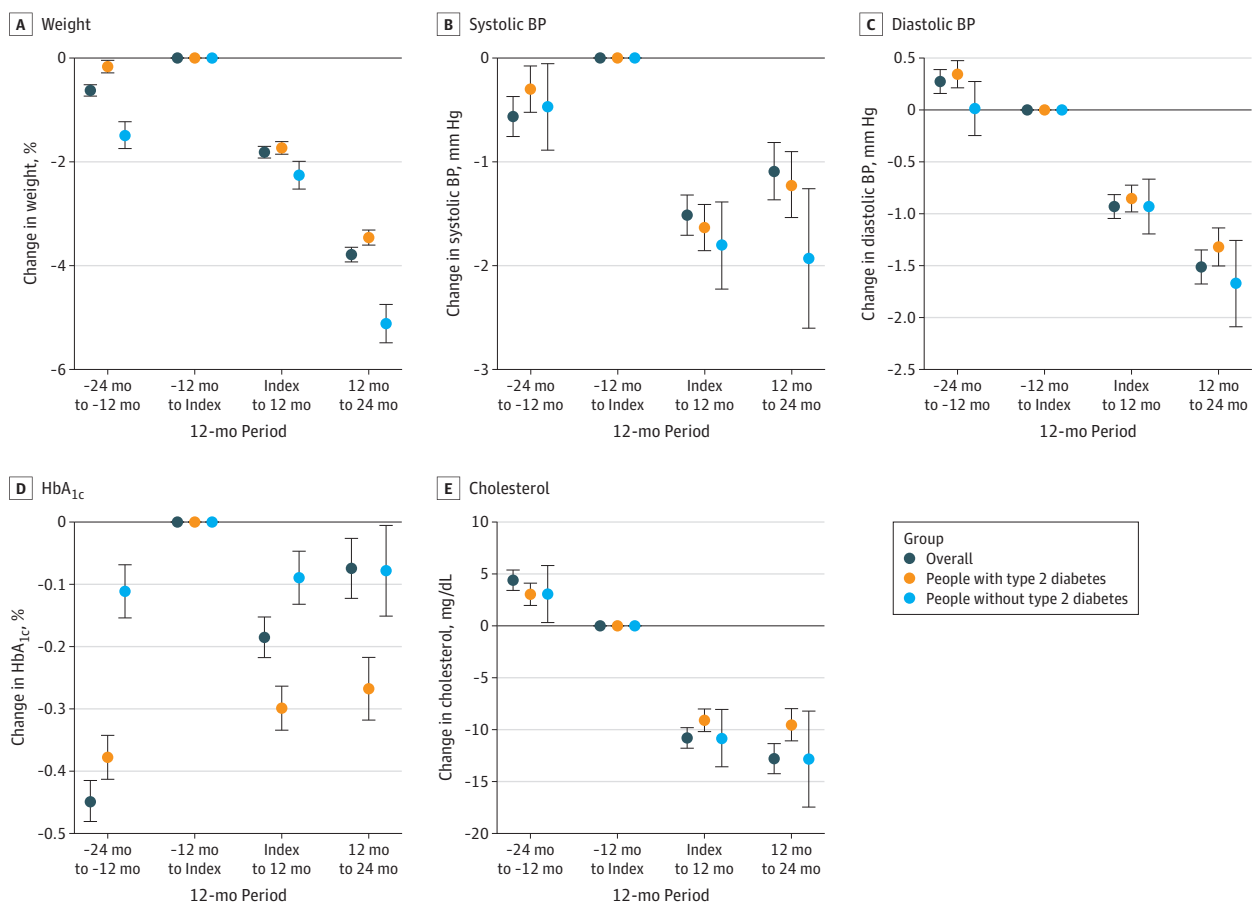 A Weight
0
-2
-4
-6
Change in weight, %
-24 mo
to -12 mo
-12 mo
to Index
Index
to 12 mo
12 mo
to 24 mo
12-mo Period
B Systolic BP
0
-1
-2
-3
Change in systolic BP, mm Hg
-24 mo
to -12 mo
-12 mo
to Index
Index
to 12 mo
12 mo
to 24 mo
12-mo Period
C Diastolic BP
0.5
0
-0.5
-1.0
-1.5
-2.0
-2.5
Change in diastolic BP, mm Hg
-24 mo
to -12 mo
-12 mo
to Index
Index
to 12 mo
12 mo
to 24 mo
12-mo Period
D HbA1c
0
-0.1
-0.2
-0.3
-0.4
-0.5
Change in HbA1c, %
-24 mo
to -12 mo
-12 mo
to Index
Index
to 12 mo
12 mo
to 24 mo
12-mo Period
E Cholesterol
10
5
0
-5
-10
-15
-20
Change in cholesterol, mg/dL
-24 mo
to -12 mo
-12 mo
to Index
Index
to 12 mo
12 mo
to 24 mo
12-mo Period
Group
Overall
People with type 2 diabetes
People without type 2 diabetes